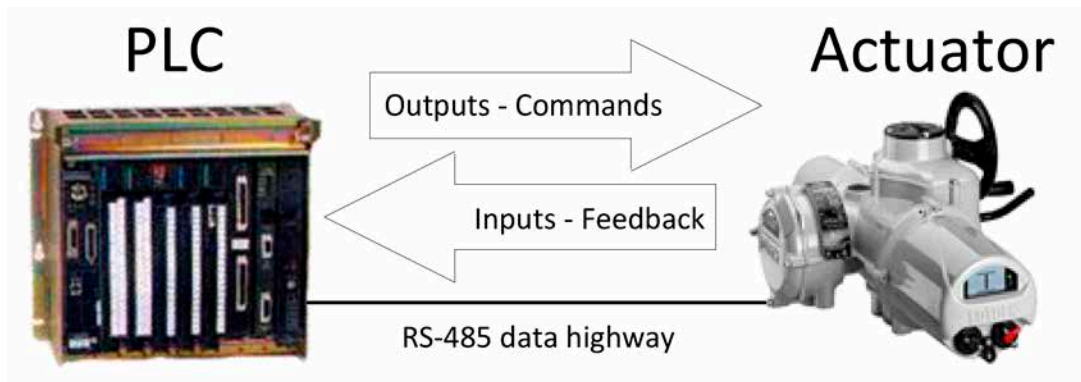 PLC
Actuator
Outputs - Commands
Inputs - Feedback
RS-485 data highway